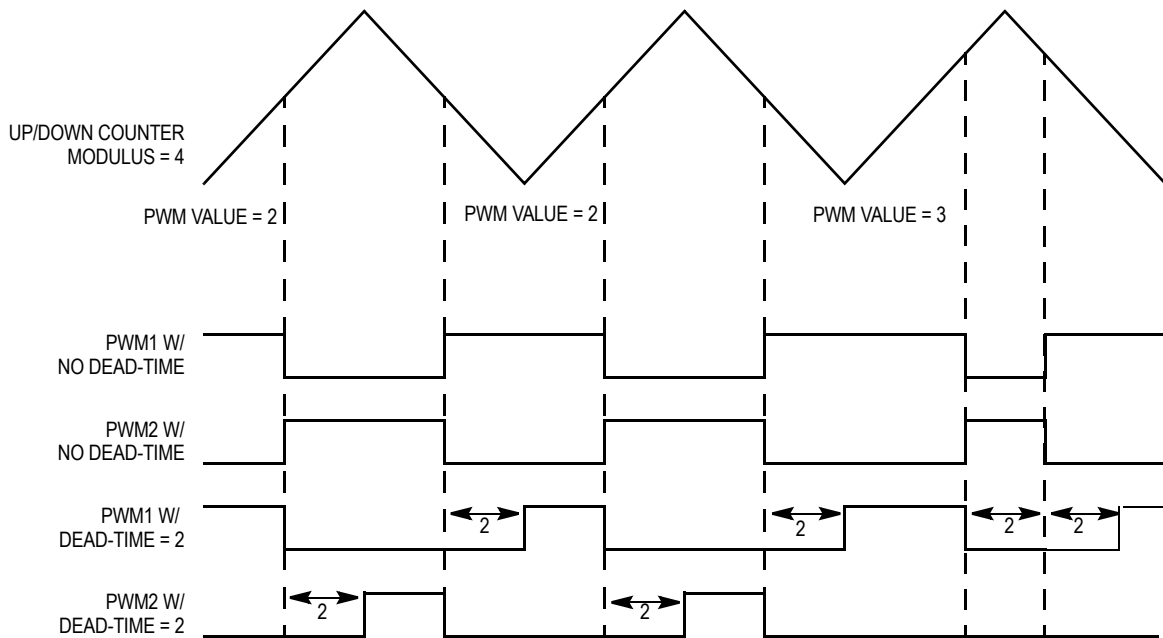 UP/DOWN COUNTER
MODULUS = 4
PWM VALUE = 2
PWM VALUE = 2
PWM VALUE = 3
PWM1 W/
NO DEAD-TIME
PWM2 W/
NO DEAD-TIME
PWM1 W/
DEAD-TIME = 2
2
2
2
2
PWM2 W/
DEAD-TIME = 2
2
2